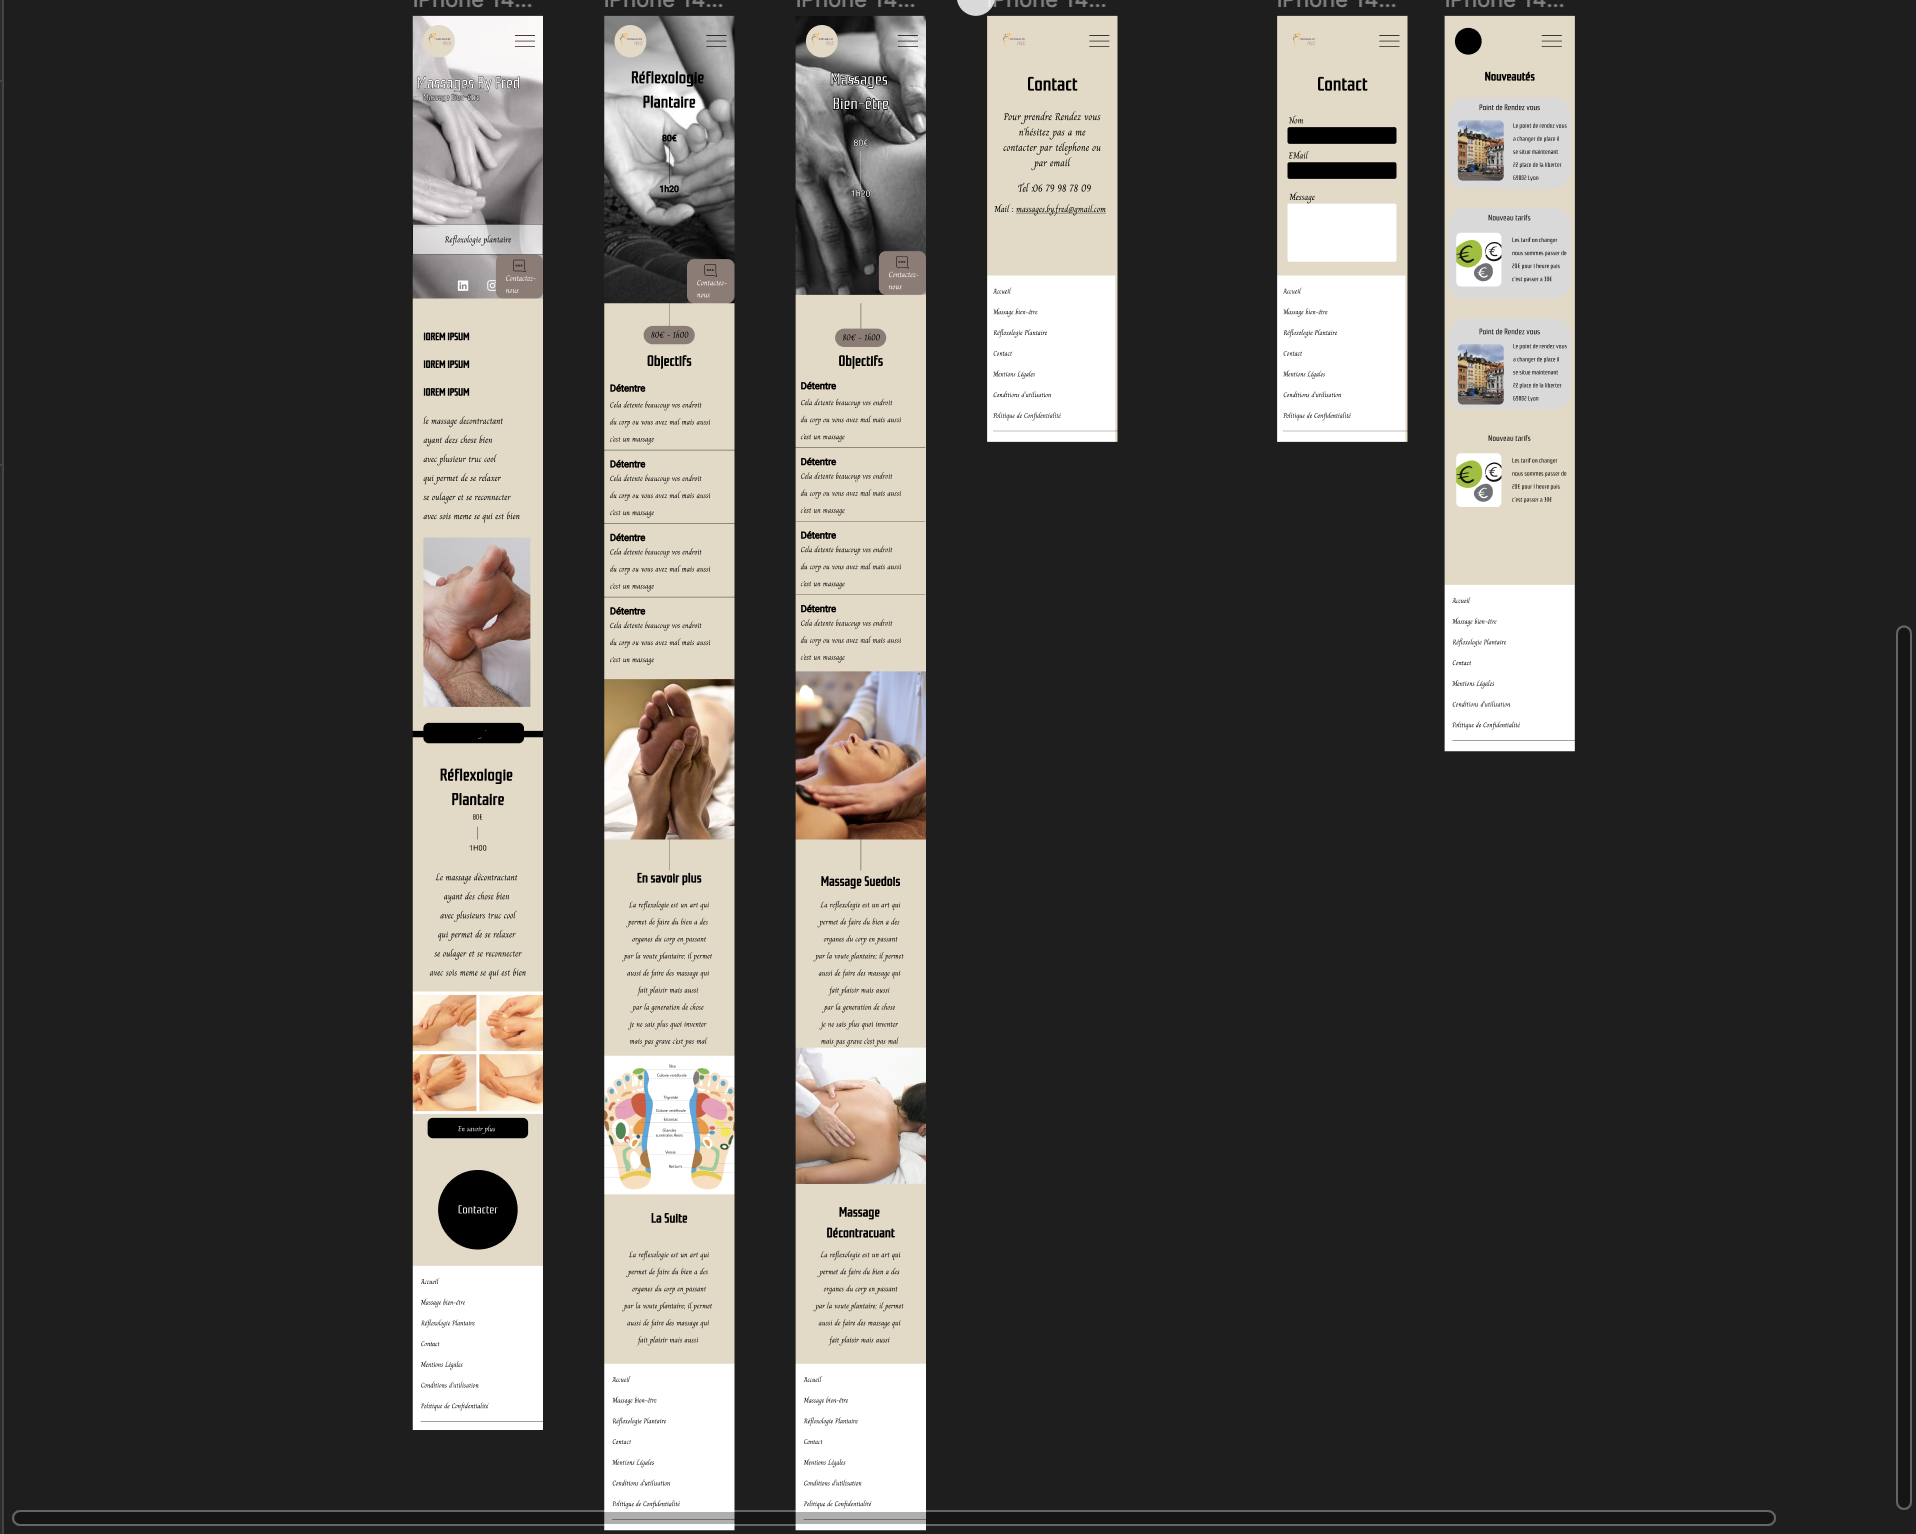 iPhone 14...
Massages By Fred
Massage Bien-être
Reflexologie plantaire
Contactez-
nous
lOREM IPSUM
lOREM IPSUM
lOREM IPSUM
le massage decontractant
ayant dezs chose bien
avec plusieur truc cool
qui permet de se relaxer
se oulager et se reconnecter
avec sois meme se qui est bien
Réflexologie
Plantaire
80E
1H00
Le massage décontractant
ayant des chose bien
avec plusieurs truc cool
qui permet de se relaxer
se oulager et se reconnecter
avec sois meme se qui est bien
En savoir plus
Contacter
Accueil
Massage bien-être
Réflexologie Plantaire
Contact
Mentions Légales
Conditions d'utilisation
Politique de Confidentialité
iPhone 14...
Réflexologie
Plantaire
80€
1h20
Contactez-
nous
80€ - 1h00
Objectifs
Détentre
Cela detente beaucoup vos endroit
du corp ou vous avez mal mais aussi
c'est un massage
Détentre
Cela detente beaucoup vos endroit
du corp ou vous avez mal mais aussi
c'est un massage
Détentre
Cela detente beaucoup vos endroit
du corp ou vous avez mal mais aussi
c'est un massage
Détentre
Cela detente beaucoup vos endroit
du corp ou vous avez mal mais aussi
c'est un massage
En savoir plus
La reflexologie est un art qui
permet de faire du bien a des
organes du corp en passant
par la voute plantaire; il permet
aussi de faire des massage qui
fait plaisir mais aussi
par la generation de chose
je ne sais plus quoi inventer
mais pas grave c'est pas mal
Colonne vertébrale
Thyroïde
Colonne vertébrale
Estomac
Glandes
surrénales Reins
Vessie
Rectum
La Suite
La reflexologie est un art qui
permet de faire du bien a des
organes du corp en passant
par la voute plantaire; il permet
aussi de faire des massage qui
fait plaisir mais aussi
Accueil
Massage bien-être
Réflexologie Plantaire
Contact
Mentions Légales
Conditions d'utilisation
Politique de Confidentialité
iPhone 14...
Massages
Bien-être
80€
1h20
Contactez-
nous
80€ - 1h00
Objectifs
Détentre
Cela detente beaucoup vos endroit
du corp ou vous avez mal mais aussi
c'est un massage
Détentre
Cela detente beaucoup vos endroit
du corp ou vous avez mal mais aussi
c'est un massage
Détentre
Cela detente beaucoup vos endroit
du corp ou vous avez mal mais aussi
c'est un massage
Détentre
Cela detente beaucoup vos endroit
du corp ou vous avez mal mais aussi
c'est un massage
Massage Suedois
La reflexologie est un art qui
permet de faire du bien a des
organes du corp en passant
par la voute plantaire; il permet
aussi de faire des massage qui
fait plaisir mais aussi
par la generation de chose
je ne sais plus quoi inventer
mais pas grave c'est pas mal
Massage
Décontracuant
La reflexologie est un art qui
permet de faire du bien a des
organes du corp en passant
par la voute plantaire; il permet
aussi de faire des massage qui
fait plaisir mais aussi
Accueil
Massage bien-être
Réflexologie Plantaire
Contact
Mentions Légales
Conditions d'utilisation
Politique de Confidentialité
iPhone 14...
Contact
Pour prendre Rendez vous
n'hésitez pas a me
contacter par téléphone ou
par email
Tel :06 79 98 78 09
Mail : massages.by.fred@gmail.com
Accueil
Massage bien-être
Réflexologie Plantaire
Contact
Mentions Légales
Conditions d'utilisation
Politique de Confidentialité
iPhone 14...
Contact
Nom
EMail
Message
Accueil
Massage bien-être
Réflexologie Plantaire
Contact
Mentions Légales
Conditions d'utilisation
Politique de Confidentialité
iPhone 14...
Nouveautés
Point de Rendez vous
Le point de rendez vous
a changer de place il
se situe maintenant
22 place de la liberter
69002 Lyon
Nouveau tarifs
Les tarif on changer
nous sommes passer de
20E pour 1 heure puis
c'est passer a 30E
Point de Rendez vous
Le point de rendez vous
a changer de place il
se situe maintenant
22 place de la liberter
69002 Lyon
Nouveau tarifs
Les tarif on changer
nous sommes passer de
20E pour 1 heure puis
c'est passer a 30E
Accueil
Massage bien-être
Réflexologie Plantaire
Contact
Mentions Légales
Conditions d'utilisation
Politique de Confidentialité